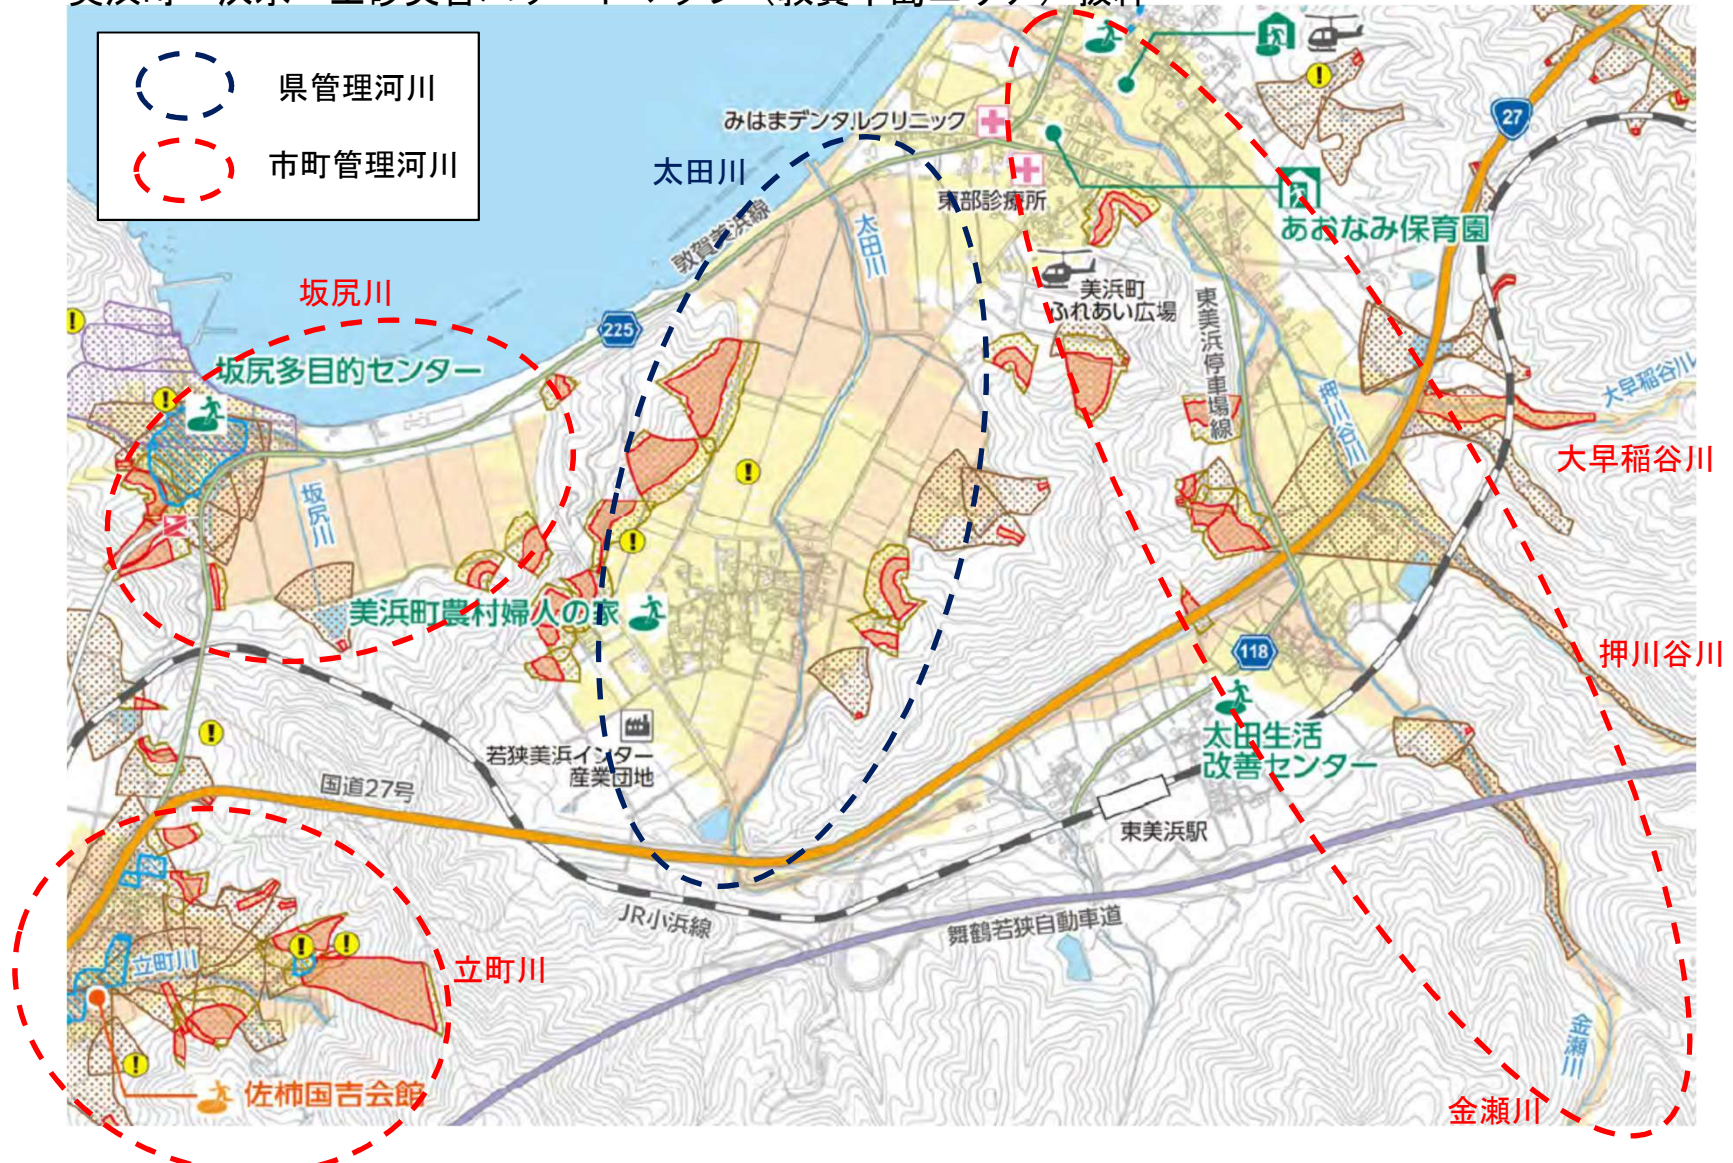 県管理河川
市町管理河川
みはまデンタルクリニック
太田川
東部診療所
敦賀美浜線
太田川
あおなみ保育園
27
坂尻川
225
美浜町
ふれあい広場
東美浜停車場線
坂尻多目的センター
押川谷川
大早稲谷川
大早稲谷川
坂尻川
美浜町農村婦人の家
118
押川谷川
太田生活
改善センター
若狭美浜インター
産業団地
国道27号
東美浜駅
JR小浜線
舞鶴若狭自動車道
立町川
立町川
金瀬川
佐柿国吉会館
金瀬川